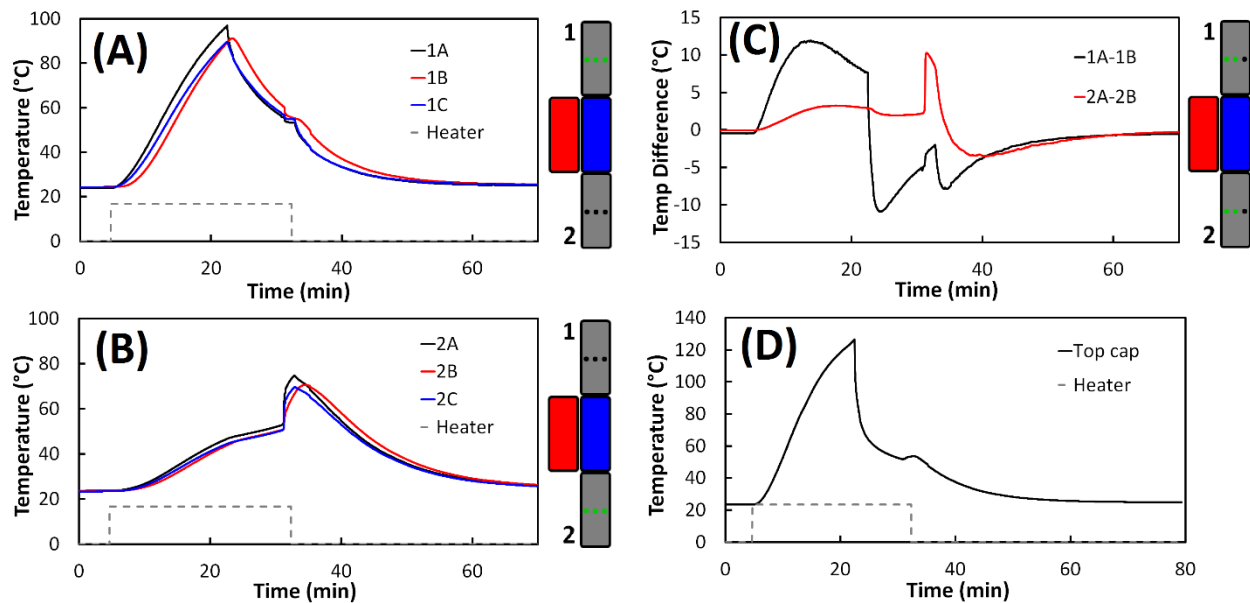 (A)
Temperature (°C)
100
80
60
40
20
0
1A
1B
1C
Heater
0 20 40 60
Time (min)
1
2
(B)
Temperature (°C)
100
80
60
40
20
0
2A
2B
2C
Heater
0 20 40 60
Time (min)
1
2
(C)
Temp Difference (°C)
15
10
5
0
-5
-10
-15
1A-1B
2A-2B
0 20 40 60
Time (min)
1
2
(D)
Temperature (°C)
140
120
100
80
60
40
20
0
Top cap
Heater
0 20 40 60 80
Time (min)